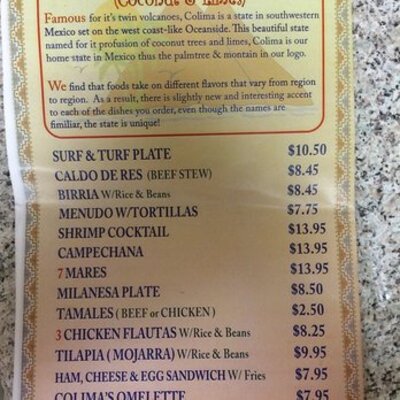 (Coconut & Limes)
Famous for it's twin volcanoes, Colima is a state in southwestern
Mexico set on the west coast-like Oceanside. This beautiful state
named for it profusion of coconut trees and limes, Colima is our
home state in Mexico thus the palmtree & montain in our logo.
We find that foods take on different flavors that vary from region
to region. As a result, there is slightly new and interesting accent
to each of the dishes you order, even though the names are
fimiliar, the state is unique!
SURF & TURF PLATE $10.50
CALDO DE RES (BEEF STEW) $8.45
BIRRIA W/Rice & Beans $8.45
MENUDO W/TORTILLAS $7.75
SHRIMP COCKTAIL $13.95
CAMPECHANA $13.95
7 MARES $13.95
MILANESA PLATE $8.50
TAMALES ( BEEF or CHICKEN ) $2.50
3 CHICKEN FLAUTAS W/Rice & Beans $8.25
TILAPIA ( MOJARRA) W/Rice & Beans $9.95
HAM, CHEESE & EGG SANDWICH W/ Fries $7.95
COLIMA'S OMELETTE $7.95